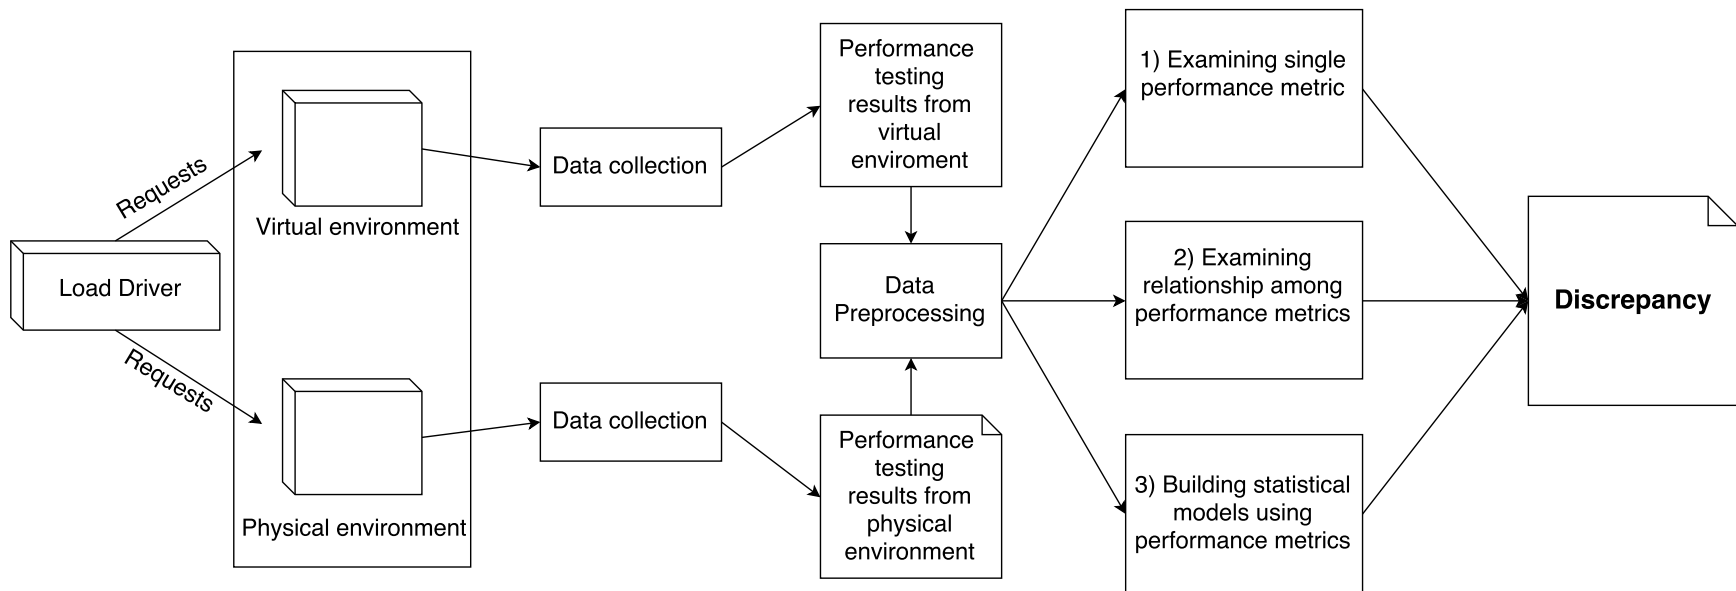 Requests
Load Driver
Requests
Virtual environment
Physical environment
Data collection
Data collection
Performance
testing
results from
virtual
enviroment
Data
Preprocessing
Performance
testing
results from
physical
environment
1) Examining single
performance metric
2) Examining
relationship among
performance metrics
3) Building statistical
models using
performance metrics
Discrepancy